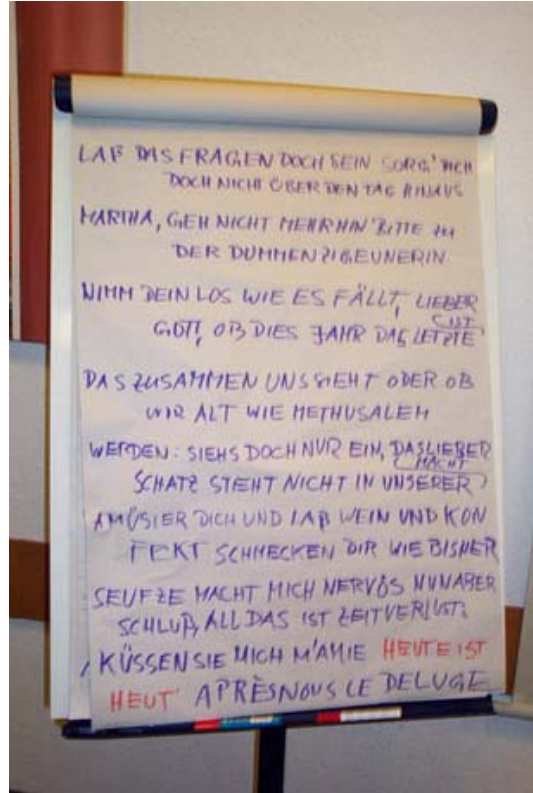 LAß DAS FRAGEN DOCH SEIN SORG' DICH
DOCH NICHT ÜBER DEN TAG HINAUS
MARTHA, GEH NICHT MEHR HIN BITTE ZU
DER DUMMEN ZIGEUNERIN
NIMM DEIN LOS WIE ES FÄLLT, LIEBER
GOTT, OB DIES JAHR DAS LETZTE
IST
DAS ZUSAMMEN UNS SIEHT ODER OB
WIR ALT WIE METHUSALEM
WERDEN: SIEHS DOCH NUR EIN, DAS LIEBER
SCHATZ STEHT NICHT IN UNSERER
MACHT
AMÜSIER DICH UND LAß WEIN UND KON
FEKT SCHMECKEN DIR WIE BISHER
SEUFZE MACHT MICH NERVÖS NUN ABER
SCHLUß, ALL DAS IST ZEITVERLUST:
KÜSSEN SIE MICH M'AMIE HEUTE IST
HEUT' APRÈS NOUS LE DELUGE